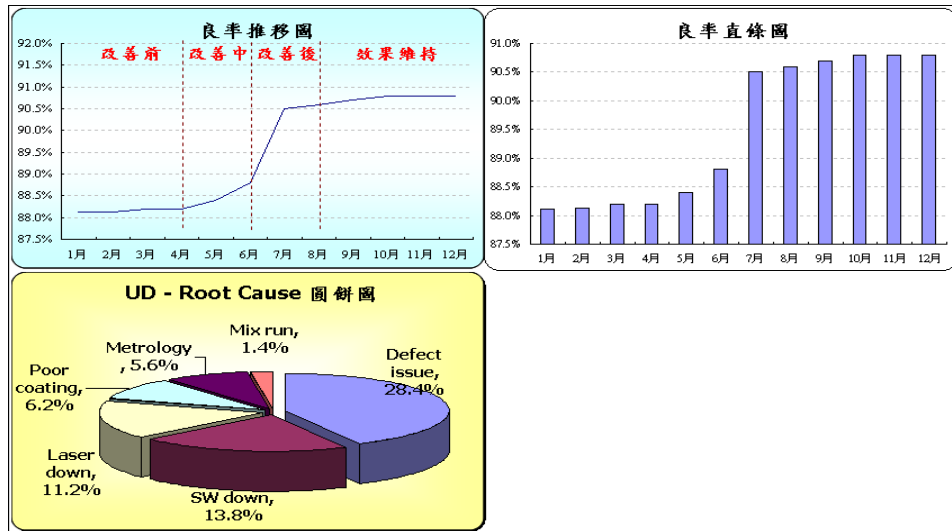 良率推移圖
92.0%
91.5%
91.0%
90.5%
90.0%
89.5%
89.0%
88.5%
88.0%
87.5%
改善前 改善中 改善後 效果維持
1月 2月 3月 4月 5月 6月 7月 8月 9月 10月 11月 12月
良率直條圖
91.0%
90.5%
90.0%
89.5%
89.0%
88.5%
88.0%
87.5%
1月 2月 3月 4月 5月 6月 7月 8月 9月 10月 11月 12月
UD - Root Cause 圓餅圖
Mix run,
1.4%
Metrology
, 5.6%
Poor
coating,
6.2%
Laser
down,
11.2%
SW down,
13.8%
Defect
issue,
28.4%